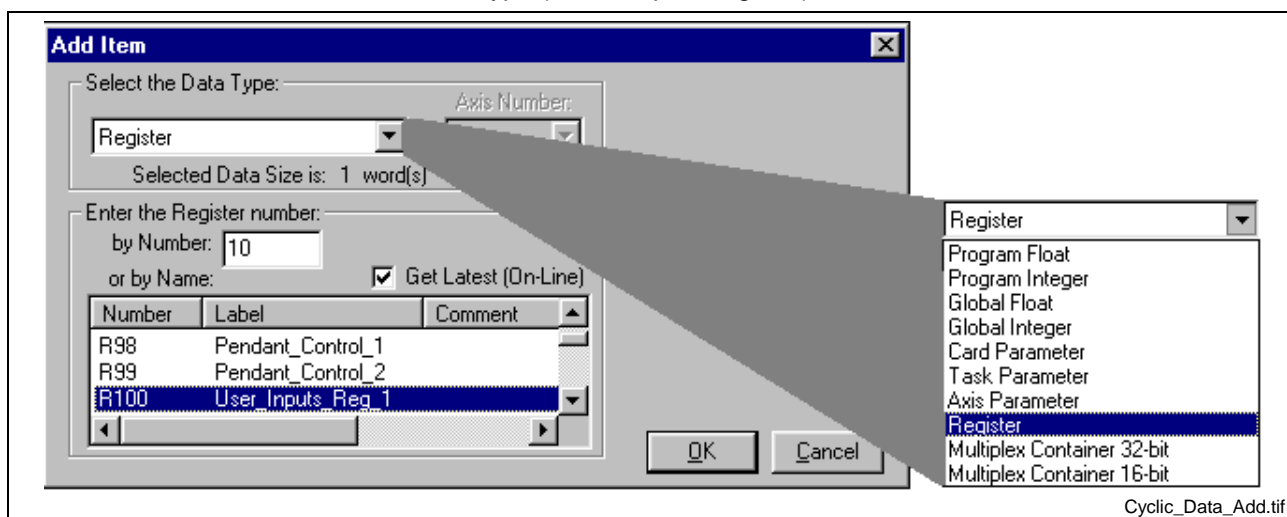 Add Item
Select the Data Type:
Axis Number:
Register
Selected Data Size is: 1 word(s)
Enter the Register number:
by Number: 10
or by Name:
Get Latest (On-Line)
Number Label Comment
R98 Pendant_Control_1
R99 Pendant_Control_2
R100 User_Inputs_Reg_1
OK Cancel
Register
Program Float
Program Integer
Global Float
Global Integer
Card Parameter
Task Parameter
Axis Parameter
Register
Multiplex Container 32-bit
Multiplex Container 16-bit
Cyclic_Data_Add.tif